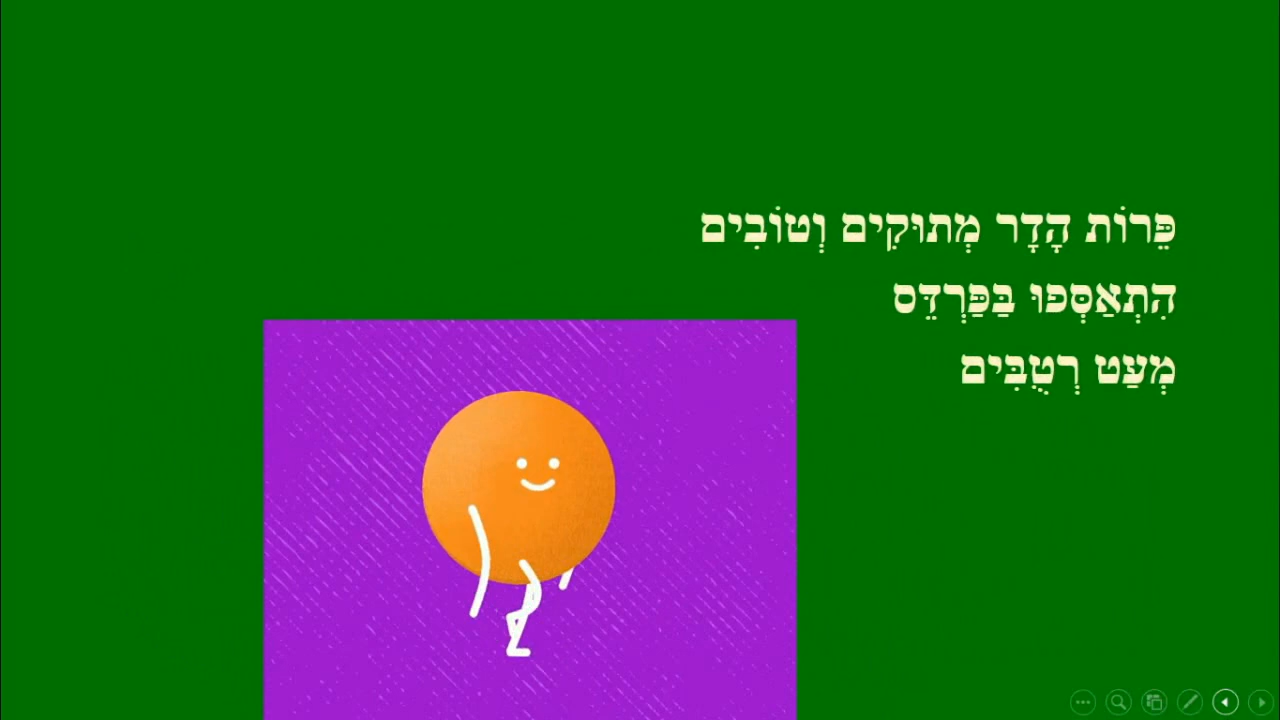 פֵּרוֹת הָדָר מְתוּקִים וְטוֹבִים
הִתְאַסְּפוּ בַּפַּרְדֵּס
מְעַט רְטֻבִּים